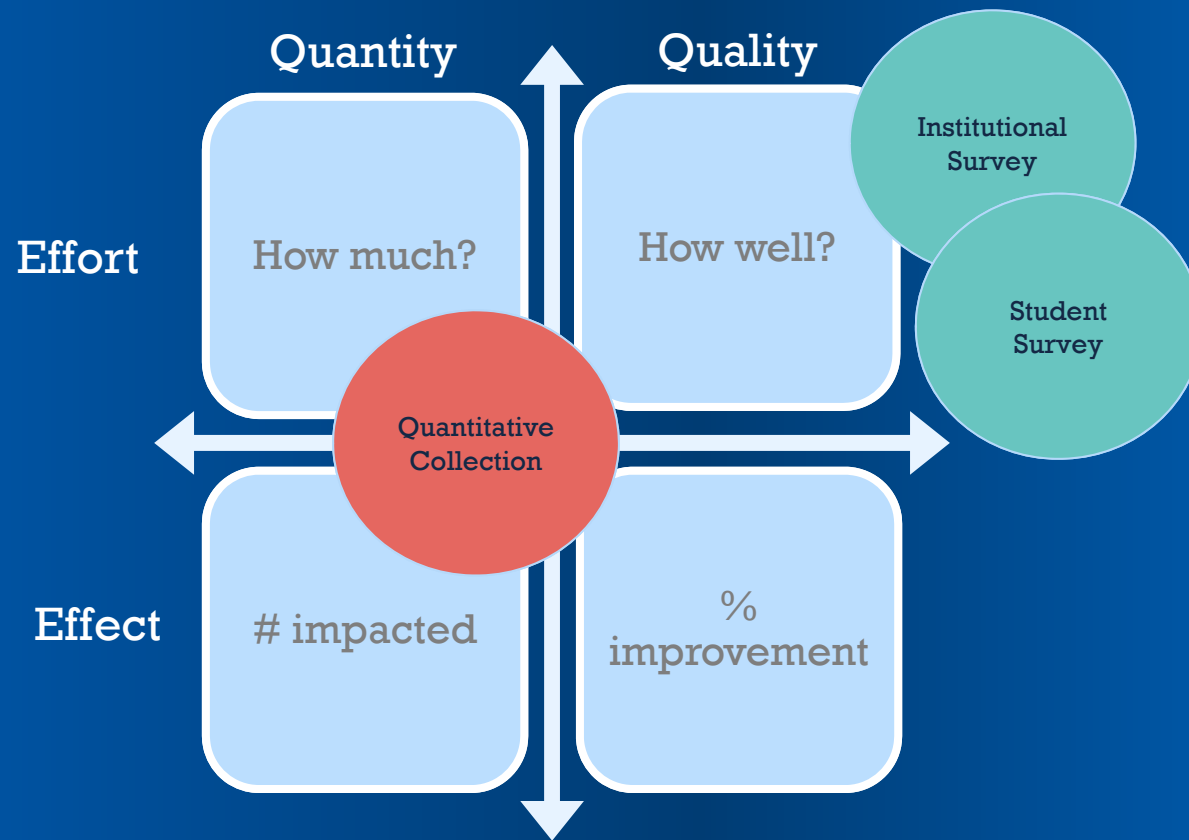 Quantity
Quality
Institutional
Survey
Effort
How much?
How well?
Student
Survey
Quantitative
Collection
Effect
# impacted
%
improvement